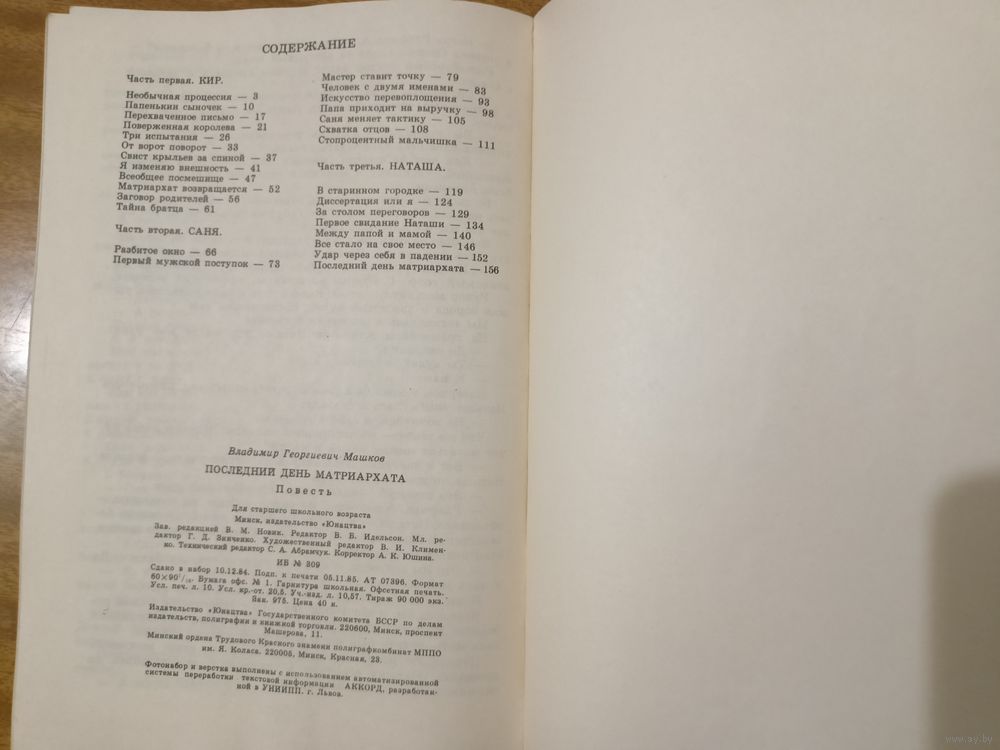 СОДЕРЖАНИЕ
Часть первая. КИР.
Необычная процессия — 3
Папенькин сыночек — 10
Перехваченное письмо — 17
Поверженная королева — 21
Три испытания — 26
От ворот поворот — 33
Свист крыльев за спиной — 37
Я изменяю внешность — 41
Всеобщее посмешище — 47
Матриархат возвращается — 52
Заговор родителей — 56
Тайна братца — 61
Часть вторая. САНЯ.
Разбитое окно — 66
Первый мужской поступок — 73
Мастер ставит точку — 79
Человек с двумя именами — 83
Искусство перевоплощения — 93
Папа приходит на выручку — 98
Саня меняет тактику — 105
Схватка отцов — 108
Стопроцентный мальчишка — 111
Часть третья. НАТАША.
В старинном городке — 119
Диссертация или я — 124
За столом переговоров — 129
Первое свидание Наташи — 134
Между папой и мамой — 140
Все стало на свое место — 146
Удар через себя в падении — 152
Последний день матриархата — 156
Владимир Георгиевич Машков
ПОСЛЕДНИЙ ДЕНЬ МАТРИАРХАТА
Повесть
Для старшего школьного возраста
Минск, издательство «Юнацтва»
Зав. редакцией В. М. Новик. Редактор В. Б. Идельсон. Мл. ре-
дактор Г. Д. Зинченко. Художественный редактор В. И. Климен-
ко. Технический редактор С. А. Абрамчук. Корректор А. К. Юшина.
ИБ № 309
Сдано в набор 10.12.84. Подп. к печати 05.11.85. АТ 07396. Формат
60×90¹/₁₆. Бумага офс. № 1. Гарнитура школьная. Офсетная печать.
Усл. печ. л. 10. Усл. кр.-от. 20,5. Уч.-изд. л. 10,57. Тираж 90 000 экз.
Зак. 975. Цена 40 к.
Издательство «Юнацтва» Государственного комитета БССР по делам
издательств, полиграфии и книжной торговли. 220600, Минск, проспект
Машерова, 11.
Минский ордена Трудового Красного знамени полиграфкомбинат МППО
им. Я. Коласа. 220005, Минск, Красная, 23.
Фотонабор и верстка выполнены с использованием автоматизированной
системы переработки текстовой информации АККОРД, разработан-
ной в УНИИПП. г. Львов.
www.ay.by